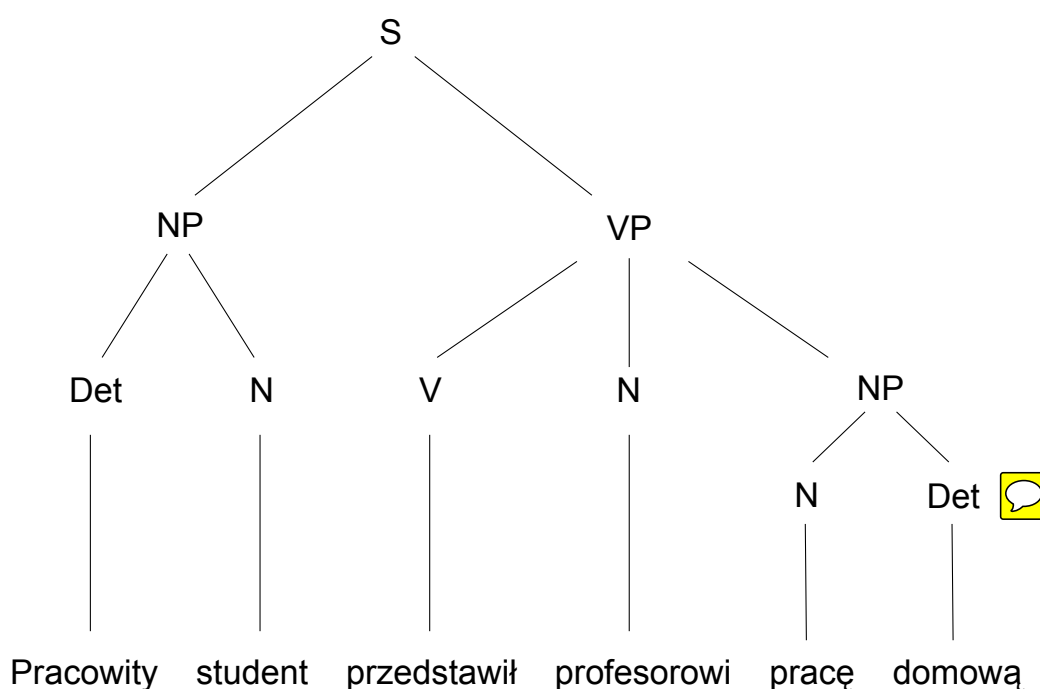 S
NP VP
Det N V N NP
N Det
Pracowity student przedstawił profesorowi pracę domową